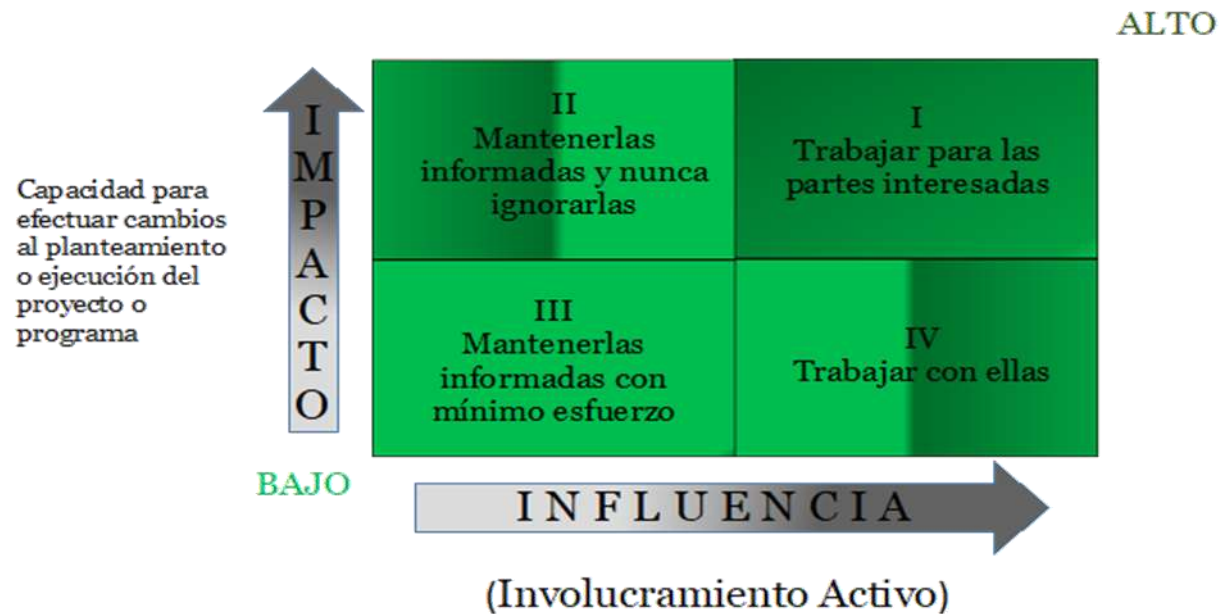 ALTO
IMPACTO
Capacidad para
efectuar cambios
al planteamiento
o ejecución del
proyecto o
programa
II
Mantenerlas
informadas y nunca
ignorarlas
I
Trabajar para las
partes interesadas
III
Mantenerlas
informadas con
mínimo esfuerzo
IV
Trabajar con ellas
BAJO
INFLUENCIA
(Involucramiento Activo)